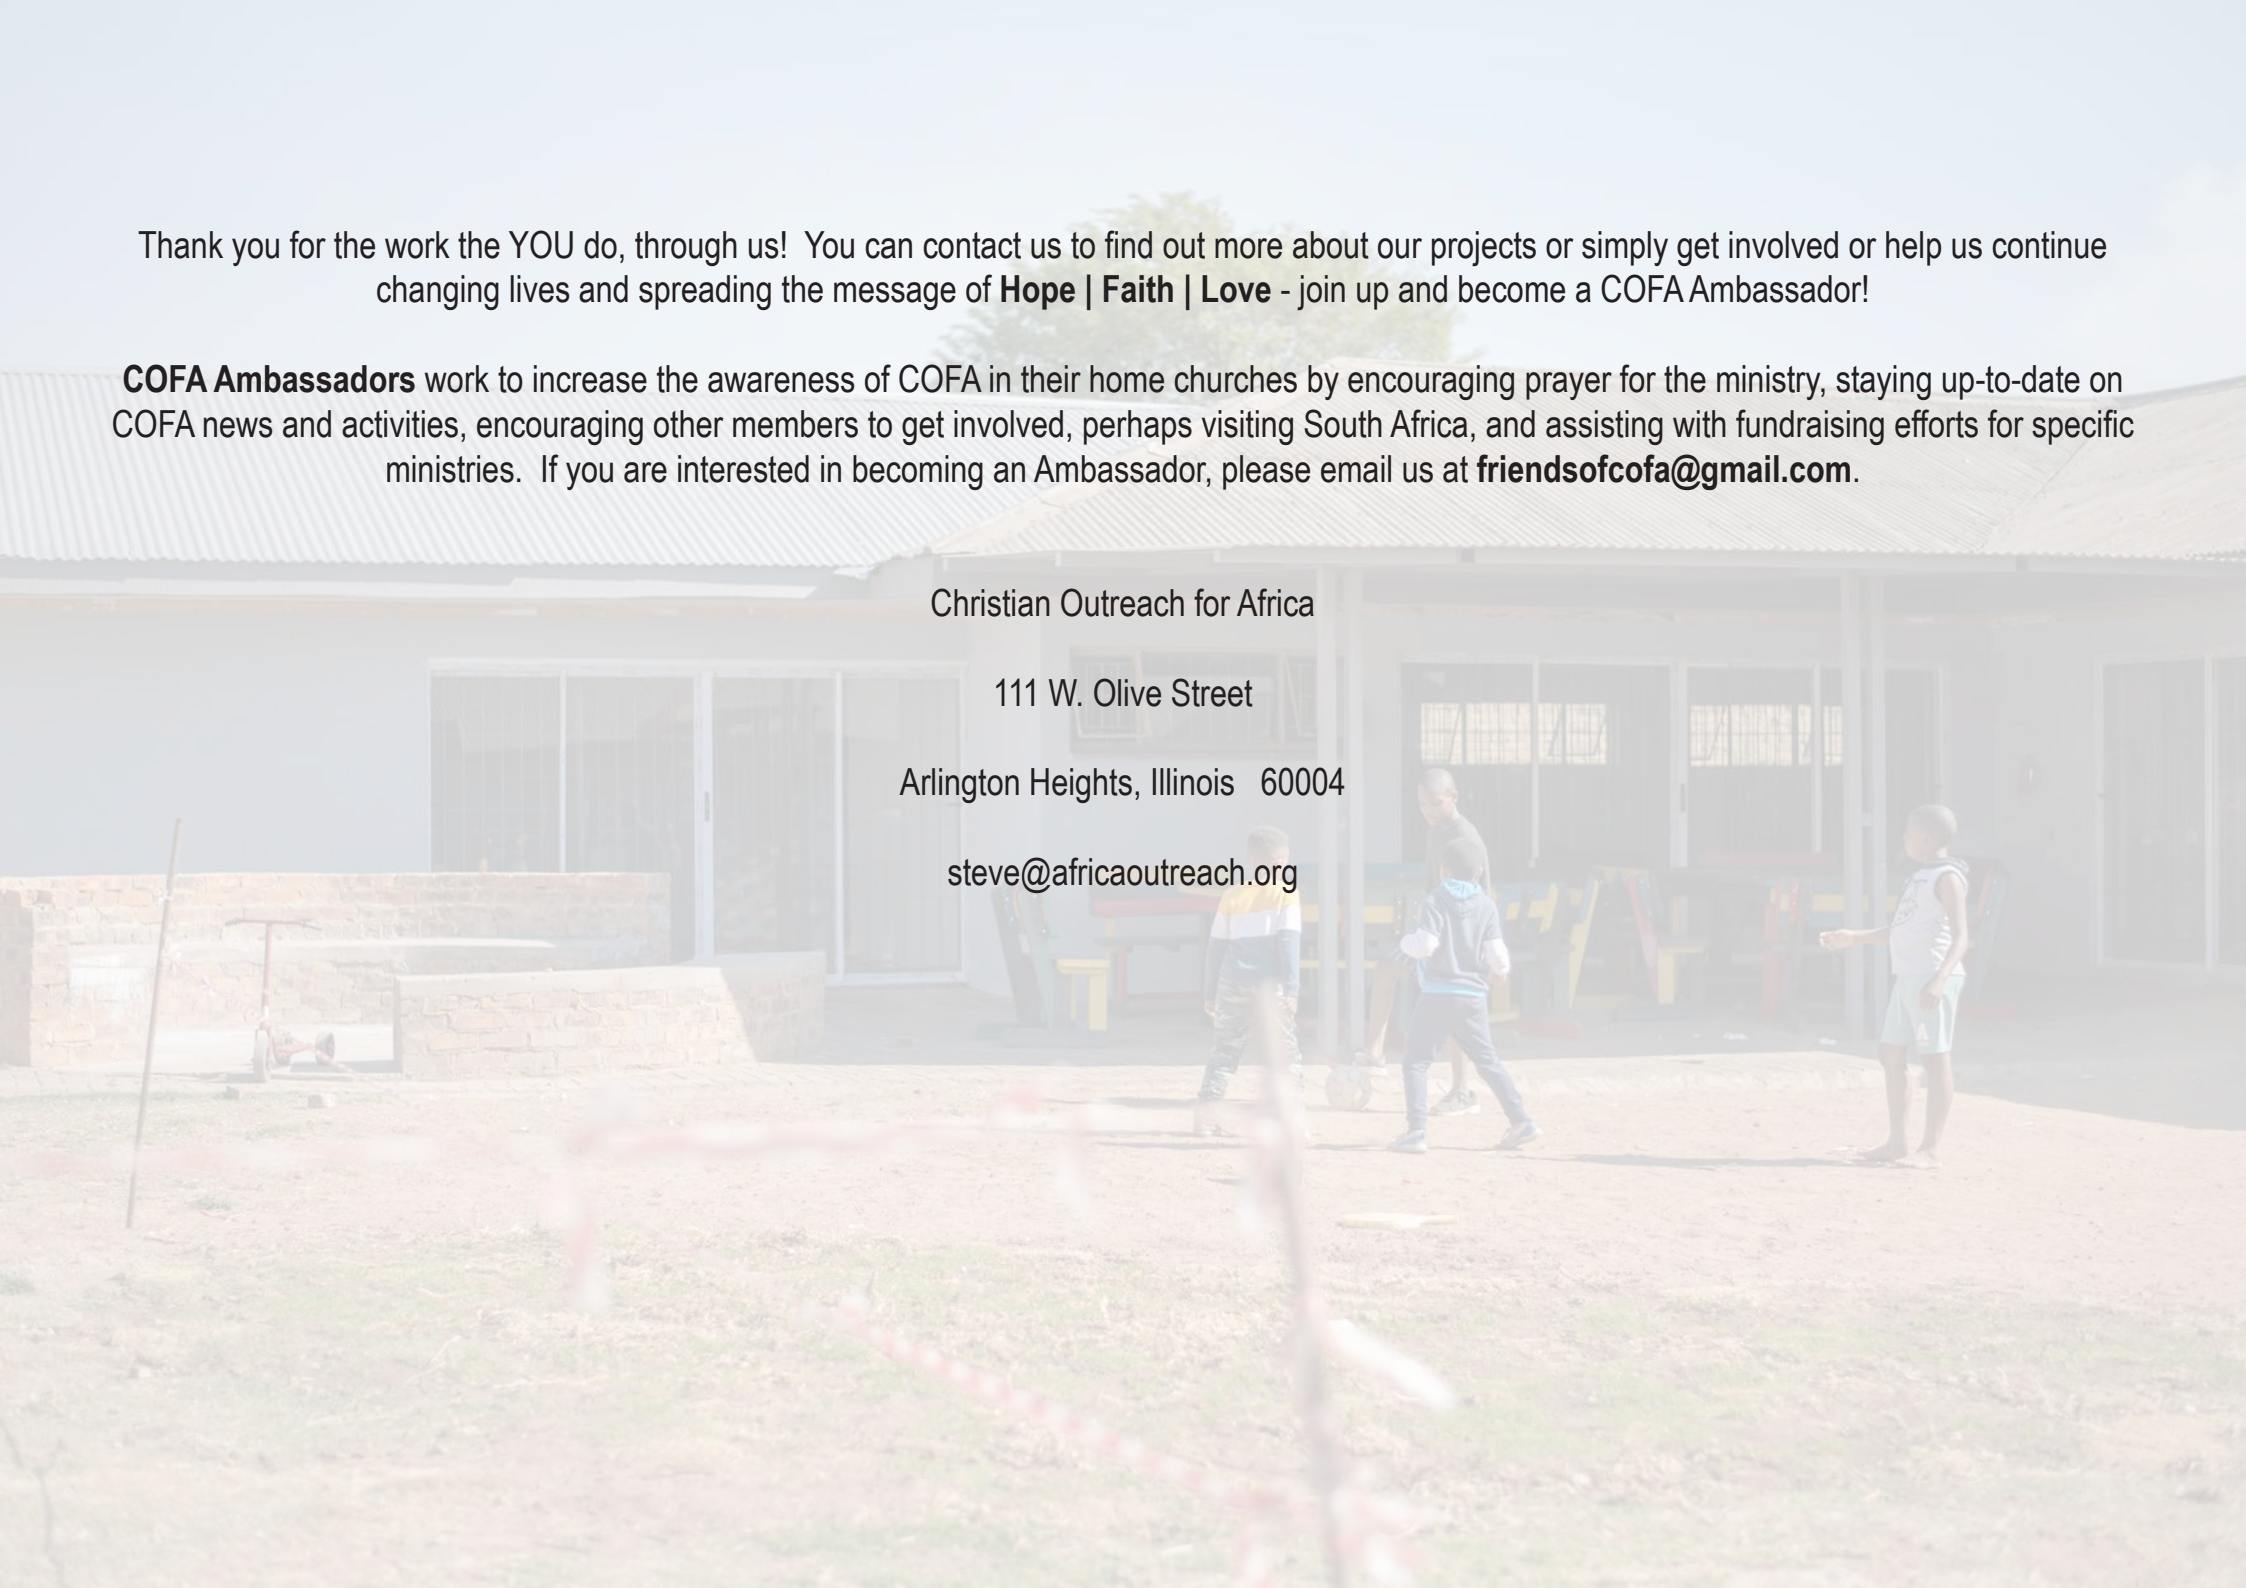 Thank you for the work the YOU do, through us!  You can contact us to find out more about our projects or simply get involved or help us continue
changing lives and spreading the message of Hope | Faith | Love - join up and become a COFA Ambassador!
COFA Ambassadors work to increase the awareness of COFA in their home churches by encouraging prayer for the ministry, staying up-to-date on
COFA news and activities, encouraging other members to get involved, perhaps visiting South Africa, and assisting with fundraising efforts for specific
ministries.  If you are interested in becoming an Ambassador, please email us at friendsofcofa@gmail.com.
Christian Outreach for Africa
111 W. Olive Street
Arlington Heights, Illinois   60004
steve@africaoutreach.org